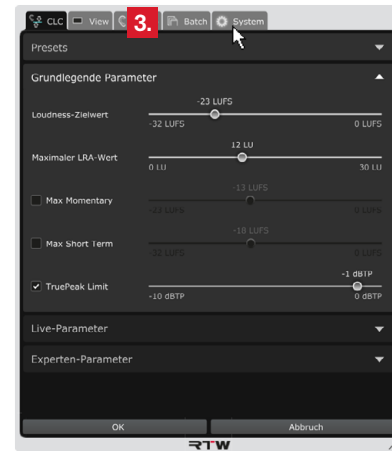 CLC View 3. Batch System
Presets
Grundlegende Parameter
-23 LUFS
Loudness-Zielwert
-32 LUFS 0 LUFS
12 LU
Maximaler LRA-Wert
0 LU 30 LU
-13 LUFS
Max Momentary
0 LUFS
-18 LUFS
Max Short Term
-32 LUFS 0 LUFS
-1 dBTP
TruePeak Limit
-10 dBTP 0 dBTP
Live-Parameter
Experten-Parameter
OK Abbruch
RTW